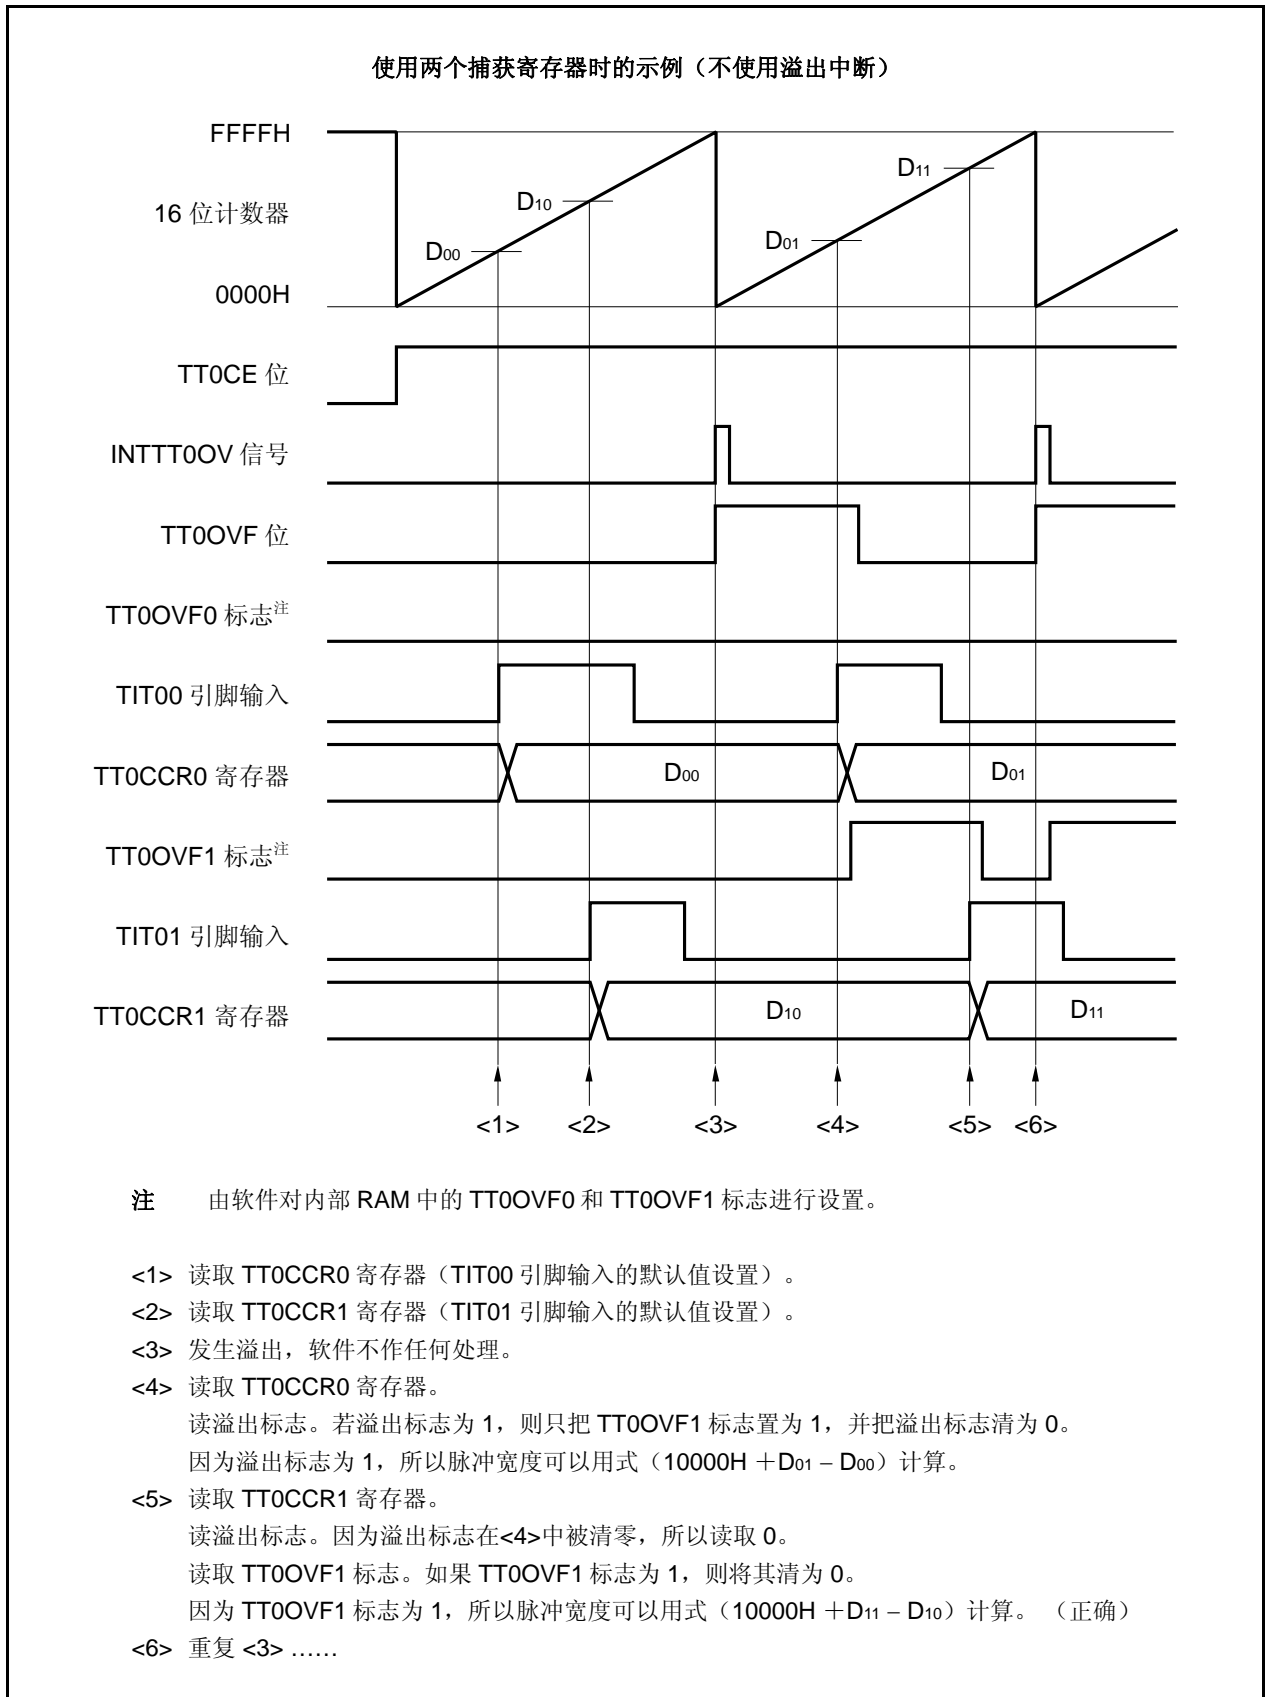 使用两个捕获寄存器时的示例（不使用溢出中断）
FFFFH
D11
D10
16 位计数器
D01
D00
0000H
TT0CE 位
INTTT0OV 信号
TT0OVF 位
TT0OVF0 标志注
TIT00 引脚输入
TT0CCR0 寄存器
D00
D01
TT0OVF1 标志注
TIT01 引脚输入
TT0CCR1 寄存器
D10
D11
<1> <2> <3> <4> <5> <6>
注 由软件对内部 RAM 中的 TT0OVF0 和 TT0OVF1 标志进行设置。
<1> 读取 TT0CCR0 寄存器（TIT00 引脚输入的默认值设置）。
<2> 读取 TT0CCR1 寄存器（TIT01 引脚输入的默认值设置）。
<3> 发生溢出，软件不作任何处理。
<4> 读取 TT0CCR0 寄存器。
读溢出标志。若溢出标志为 1，则只把 TT0OVF1 标志置为 1，并把溢出标志清为 0。
因为溢出标志为 1，所以脉冲宽度可以用式（10000H ＋D01 – D00）计算。
<5> 读取 TT0CCR1 寄存器。
读溢出标志。因为溢出标志在<4>中被清零，所以读取 0。
读取 TT0OVF1 标志。如果 TT0OVF1 标志为 1，则将其清为 0。
因为 TT0OVF1 标志为 1，所以脉冲宽度可以用式（10000H ＋D11 – D10）计算。 （正确）
<6> 重复 <3> ……